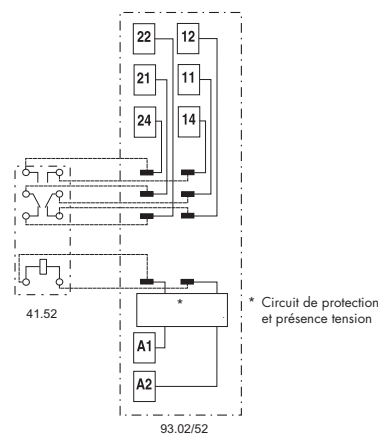 22 12
21 11
24 14
*
* Circuit de protection
et présence tension
41.52
A1
A2
93.02/52